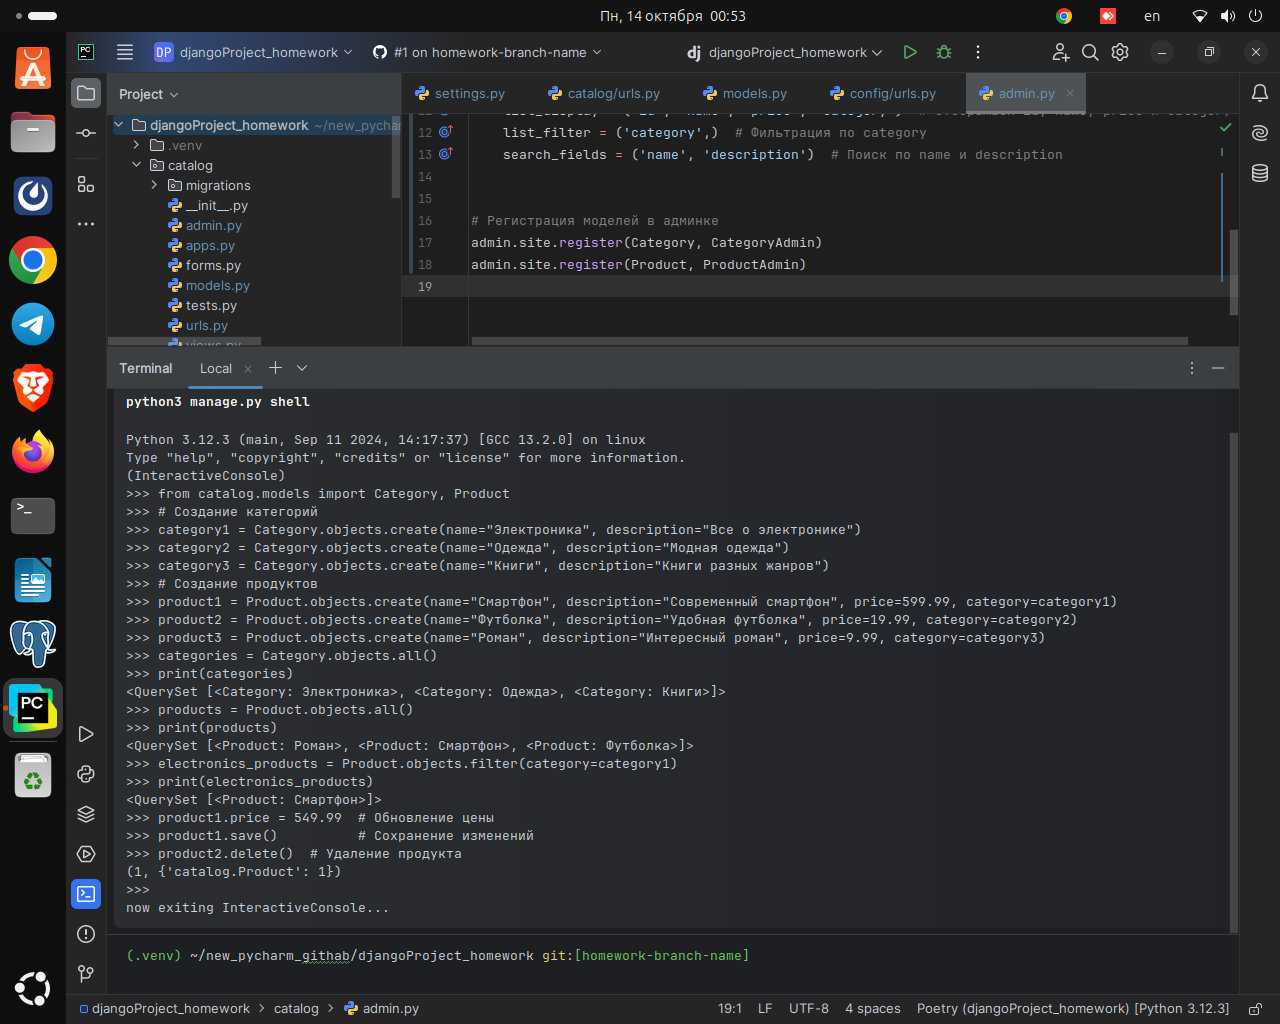 Пн, 14 октября 00:53
en
PC
DP djangoProject_homework
#1 on homework-branch-name
dj djangoProject_homework
Project
settings.py
catalog/urls.py
models.py
config/urls.py
admin.py
djangoProject_homework ~/new_pychar
.venv
catalog
migrations
__init__.py
admin.py
apps.py
forms.py
models.py
tests.py
urls.py
views.py
12 list_filter = ('category',)  # Фильтрация по category
13 search_fields = ('name', 'description')  # Поиск по name и description
14
15
16 # Регистрация моделей в админке
17 admin.site.register(Category, CategoryAdmin)
18 admin.site.register(Product, ProductAdmin)
19
Terminal
Local
python3 manage.py shell
Python 3.12.3 (main, Sep 11 2024, 14:17:37) [GCC 13.2.0] on linux
Type "help", "copyright", "credits" or "license" for more information.
(InteractiveConsole)
>>> from catalog.models import Category, Product
>>> # Создание категорий
>>> category1 = Category.objects.create(name="Электроника", description="Все о электронике")
>>> category2 = Category.objects.create(name="Одежда", description="Модная одежда")
>>> category3 = Category.objects.create(name="Книги", description="Книги разных жанров")
>>> # Создание продуктов
>>> product1 = Product.objects.create(name="Смартфон", description="Современный смартфон", price=599.99, category=category1)
>>> product2 = Product.objects.create(name="Футболка", description="Удобная футболка", price=19.99, category=category2)
>>> product3 = Product.objects.create(name="Роман", description="Интересный роман", price=9.99, category=category3)
>>> categories = Category.objects.all()
>>> print(categories)
<QuerySet [<Category: Электроника>, <Category: Одежда>, <Category: Книги>]>
>>> products = Product.objects.all()
>>> print(products)
<QuerySet [<Product: Роман>, <Product: Смартфон>, <Product: Футболка>]>
>>> electronics_products = Product.objects.filter(category=category1)
>>> print(electronics_products)
<QuerySet [<Product: Смартфон>]>
>>> product1.price = 549.99  # Обновление цены
>>> product1.save()          # Сохранение изменений
>>> product2.delete()  # Удаление продукта
(1, {'catalog.Product': 1})
>>>
now exiting InteractiveConsole...
(.venv) ~/new_pycharm_githab/djangoProject_homework git:[homework-branch-name]
djangoProject_homework > catalog > admin.py
19:1 LF UTF-8 4 spaces Poetry (djangoProject_homework) [Python 3.12.3]